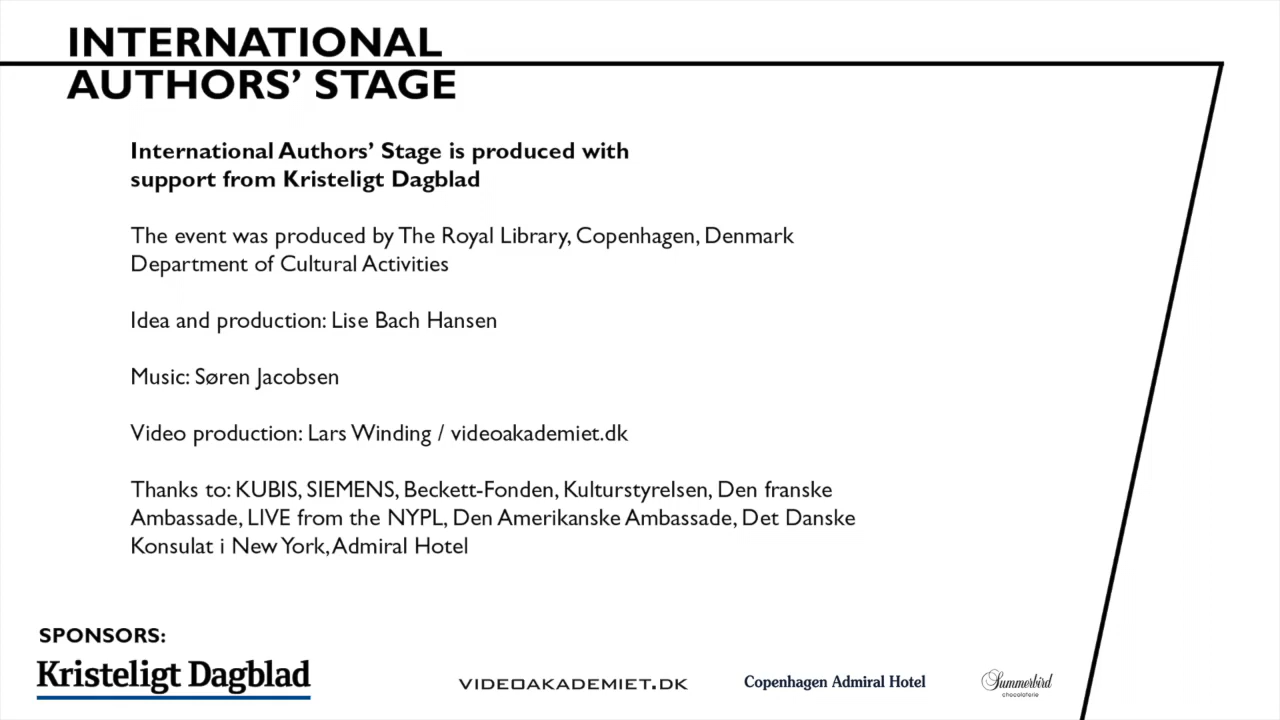 INTERNATIONAL
AUTHORS’ STAGE
International Authors’ Stage is produced with
support from Kristeligt Dagblad
The event was produced by The Royal Library, Copenhagen, Denmark
Department of Cultural Activities
Idea and production: Lise Bach Hansen
Music: Søren Jacobsen
Video production: Lars Winding / videoakademiet.dk
Thanks to: KUBIS, SIEMENS, Beckett-Fonden, Kulturstyrelsen, Den franske
Ambassade, LIVE from the NYPL, Den Amerikanske Ambassade, Det Danske
Konsulat i New York, Admiral Hotel
SPONSORS:
Kristeligt Dagblad
VIDEOAKADEMIET.DK
Copenhagen Admiral Hotel
Summerbird
chocolaterie